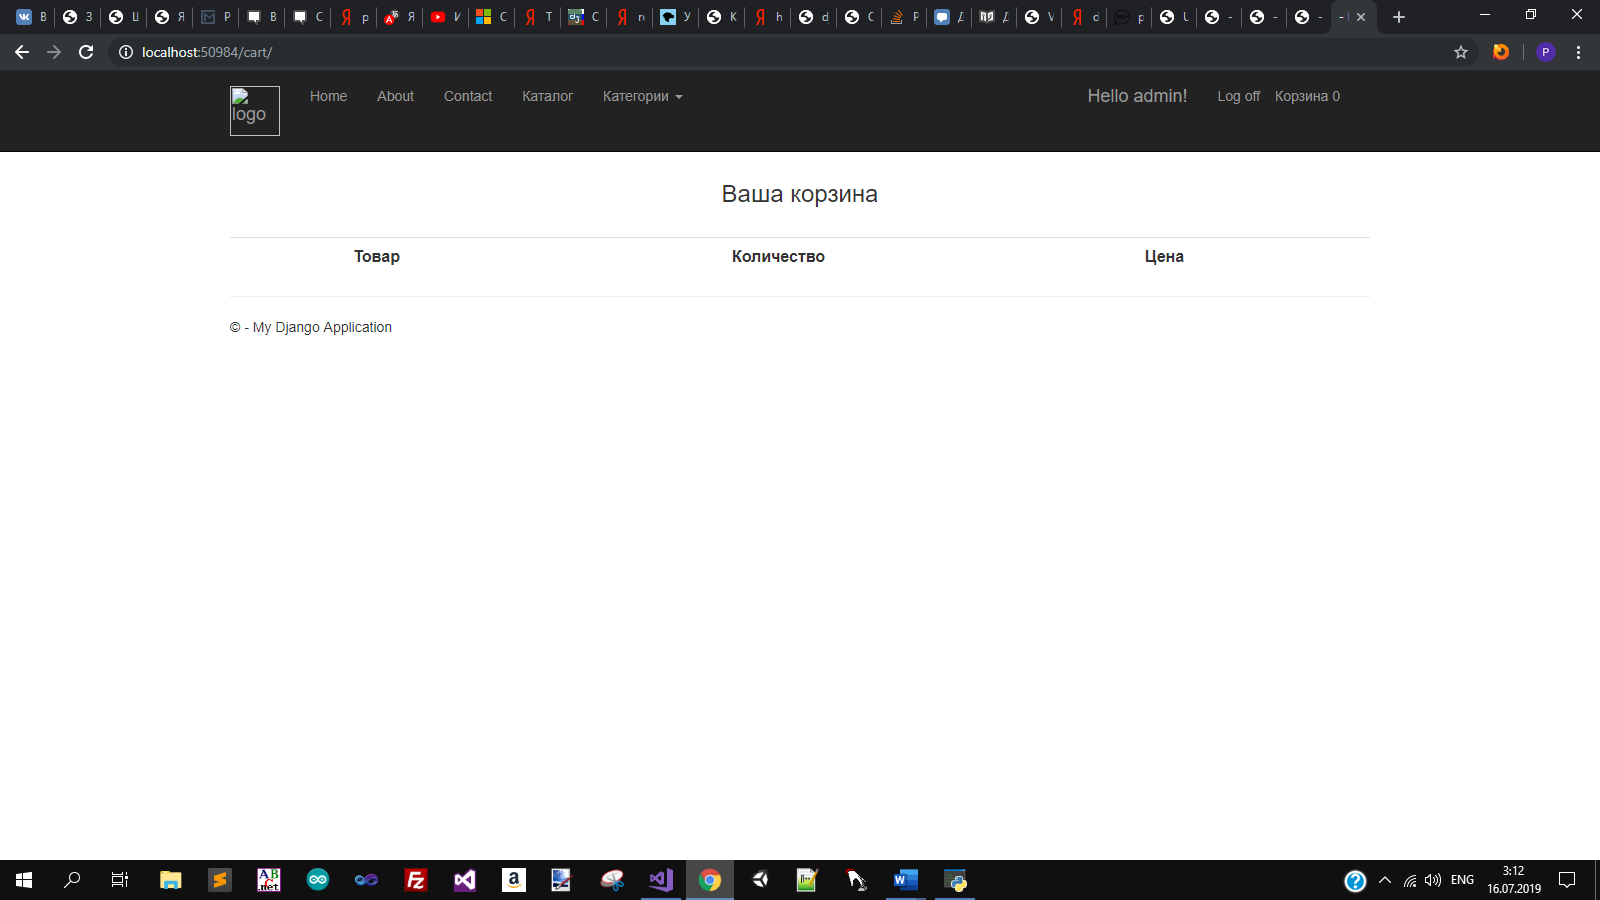 В З Ц Я Р В С р Я С Т С У К h d С Р V d р
localhost:50984/cart/
P
logo Home About Contact Каталог Категории Hello admin! Log off Корзина 0
Ваша корзина
Товар Количество Цена
© - My Django Application
ENG 3:12
16.07.2019